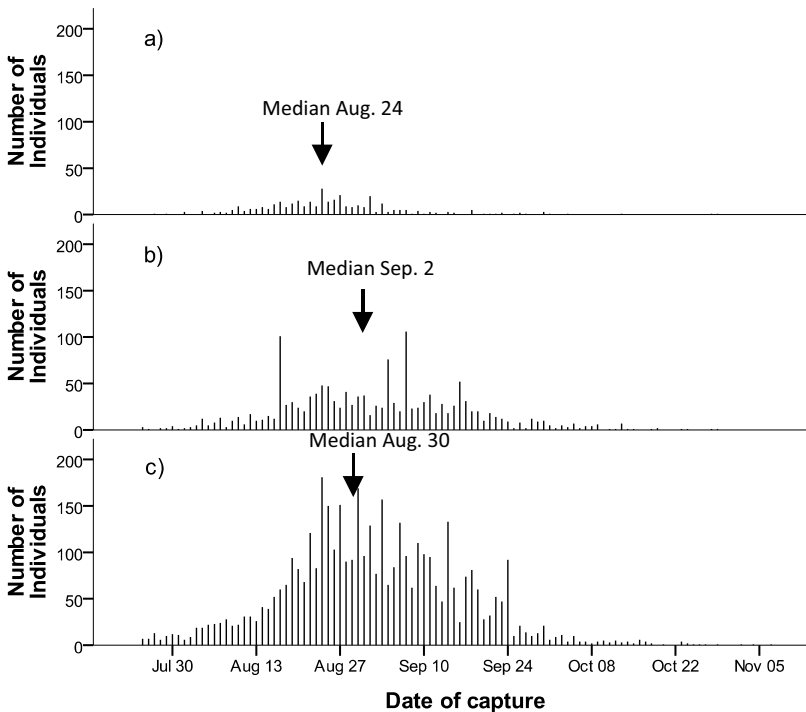 a)
Number of
Individuals
200
150
100
50
0
Median Aug. 24
b)
Number of
Individuals
200
150
100
50
0
Median Sep. 2
c)
Number of
Individuals
200
150
100
50
0
Median Aug. 30
Jul 30 Aug 13 Aug 27 Sep 10 Sep 24 Oct 08 Oct 22 Nov 05
Date of capture